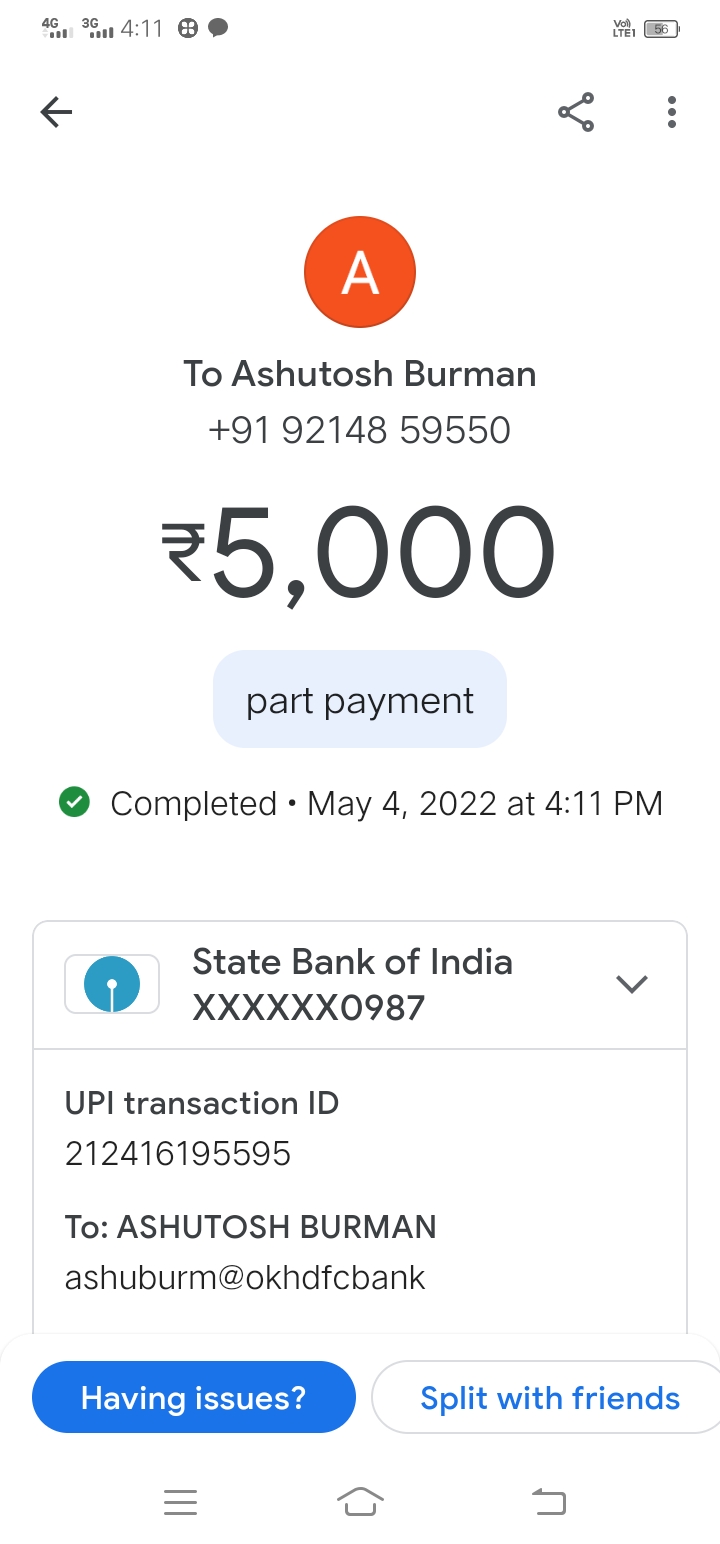 4G 3G 4:11 Vo) LTE1 56
A
To Ashutosh Burman
+91 92148 59550
₹5,000
part payment
Completed • May 4, 2022 at 4:11 PM
State Bank of India
XXXXXX0987
UPI transaction ID
212416195595
To: ASHUTOSH BURMAN
ashuburm@okhdfcbank
Having issues? Split with friends